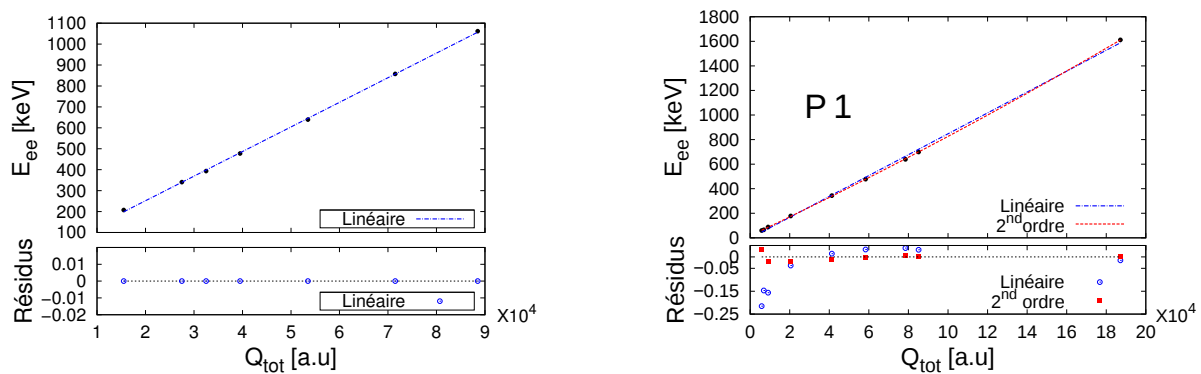 1100
1000
900
800
700
600
500
400
300
200
100
E_ee [keV]
Linéaire
0.01
0
−0.01
−0.02
Résidus
Linéaire
1 2 3 4 5 6 7 8 9
X10^4
Q_tot [a.u]
1800
1600
1400
1200
1000
800
600
400
200
0
E_ee [keV]
P 1
Linéaire
2^nd ordre
0
−0.05
−0.15
−0.25
Résidus
Linéaire
2^nd ordre
0 2 4 6 8 10 12 14 16 18 20
X10^4
Q_tot [a.u]